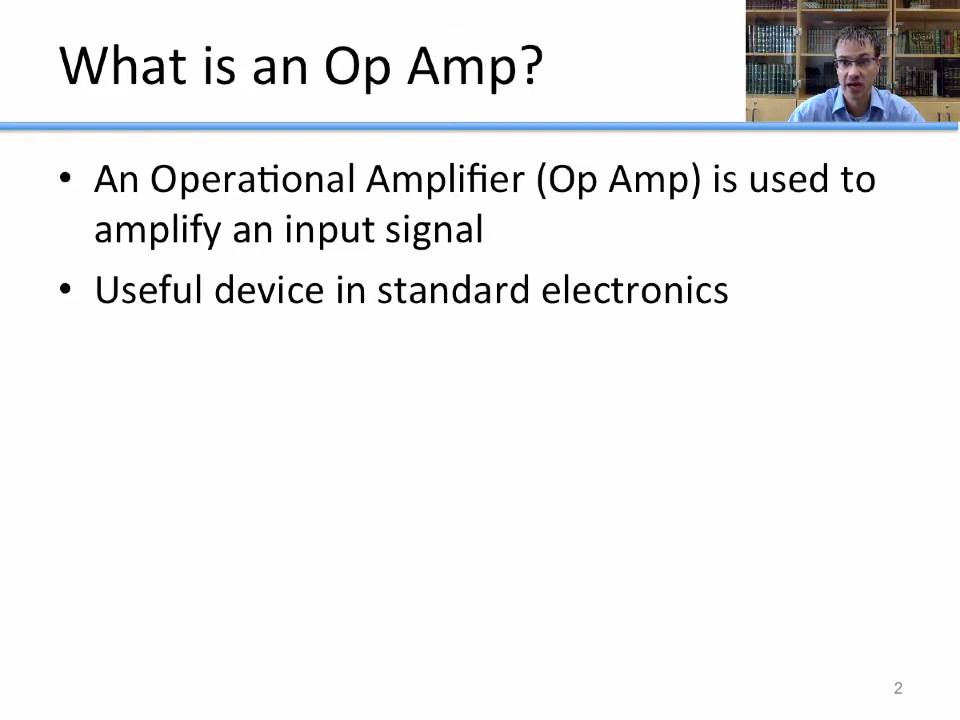 What is an Op Amp?
• An Operational Amplifier (Op Amp) is used to
amplify an input signal
• Useful device in standard electronics
2